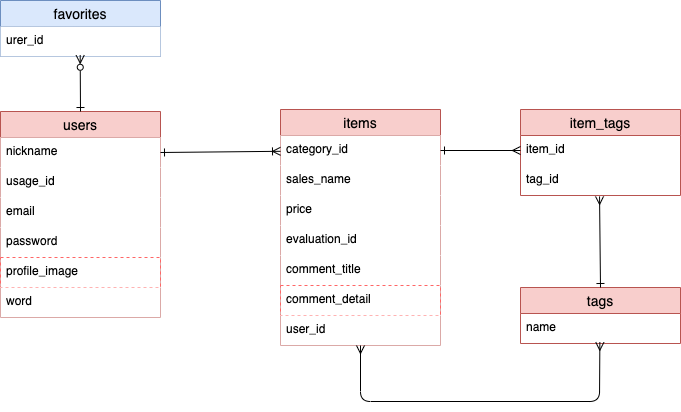 favorites
urer_id
users
nickname
usage_id
email
password
profile_image
word
items
category_id
sales_name
price
evaluation_id
comment_title
comment_detail
user_id
item_tags
item_id
tag_id
tags
name